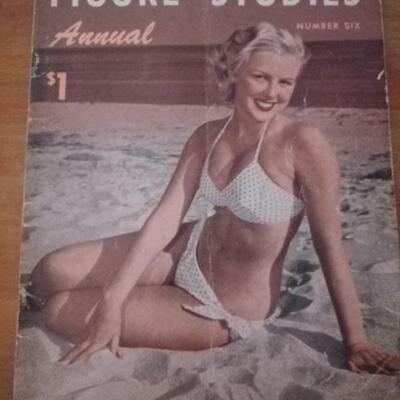 FIGURE STUDIES
Annual
NUMBER SIX
$1